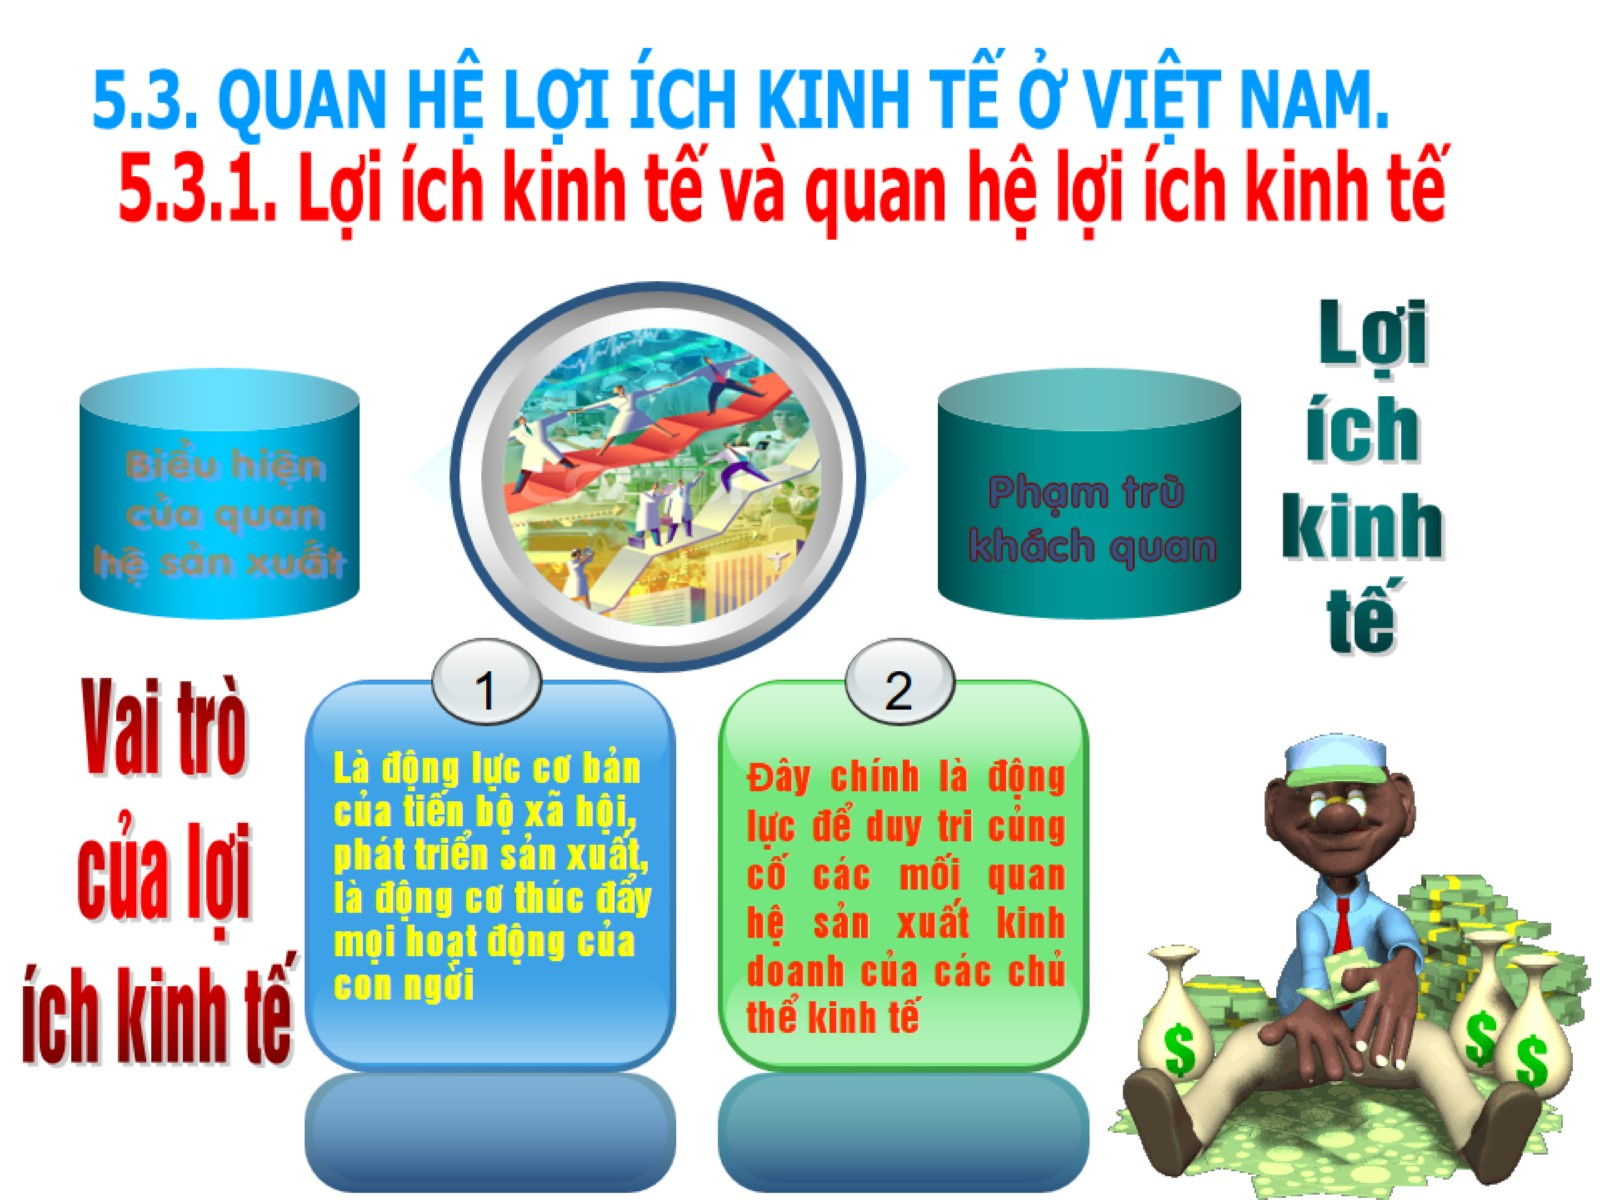 5.3. QUAN HỆ LỢI ÍCH KINH TẾ Ở VIỆT NAM.
5.3.1. Lợi ích kinh tế và quan hệ lợi ích kinh tế
Biểu hiện
của quan
hệ sản xuất
Phạm trù
khách quan
Lợi
ích
kinh
tế
Vai trò
của lợi
ích kinh tế
1
Là động lực cơ bản
của tiến bộ xã hội,
phát triển sản xuất,
là động cơ thúc đẩy
mọi hoạt động của
con ngời
2
Đây chính là động
lực để duy tri củng
cố các mối quan
hệ sản xuất kinh
doanh của các chủ
thể kinh tế
$
$
$